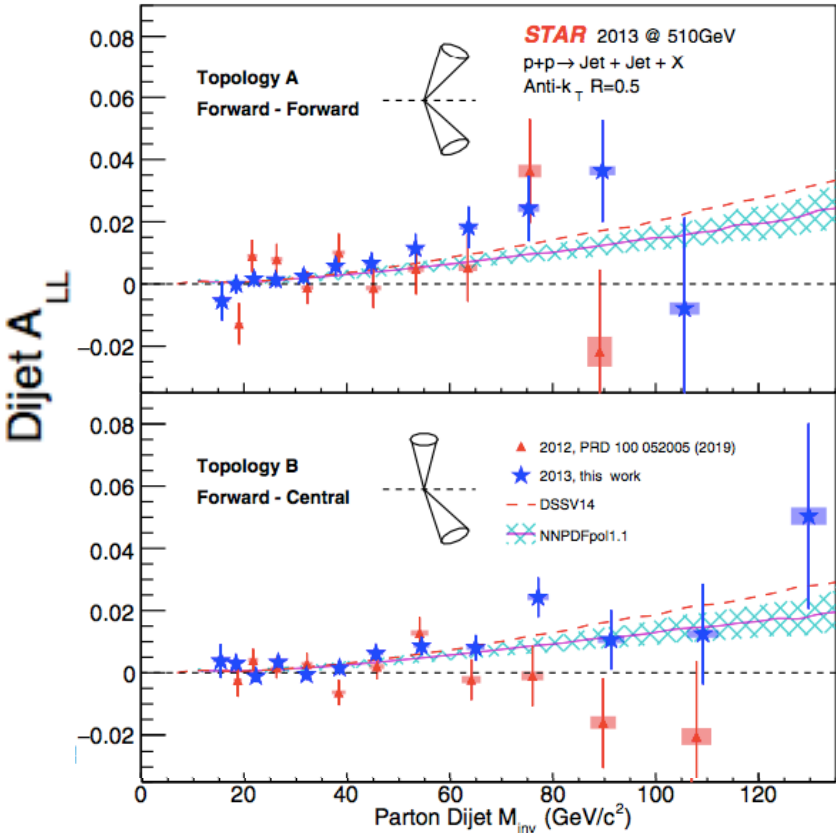 Dijet A_LL
0.08
0.06
0.04
0.02
0
−0.02
STAR 2013 @ 510GeV
p+p→ Jet + Jet + X
Anti-k_T R=0.5
Topology A
Forward - Forward
0.08
0.06
0.04
0.02
0
−0.02
Topology B
Forward - Central
2012, PRD 100 052005 (2019)
2013, this work
DSSV14
NNPDFpol1.1
0 20 40 60 80 100 120
Parton Dijet M_inv (GeV/c²)